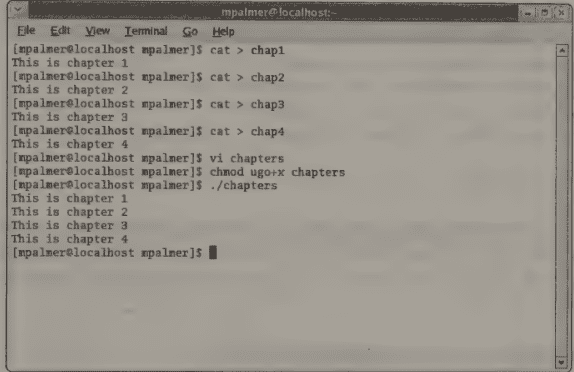 mpalmer@localhost:~
File Edit View Terminal Go Help
[mpalmer@localhost mpalmer]$ cat > chap1
This is chapter 1
[mpalmer@localhost mpalmer]$ cat > chap2
This is chapter 2
[mpalmer@localhost mpalmer]$ cat > chap3
This is chapter 3
[mpalmer@localhost mpalmer]$ cat > chap4
This is chapter 4
[mpalmer@localhost mpalmer]$ vi chapters
[mpalmer@localhost mpalmer]$ chmod ugo+x chapters
[mpalmer@localhost mpalmer]$ ./chapters
This is chapter 1
This is chapter 2
This is chapter 3
This is chapter 4
[mpalmer@localhost mpalmer]$